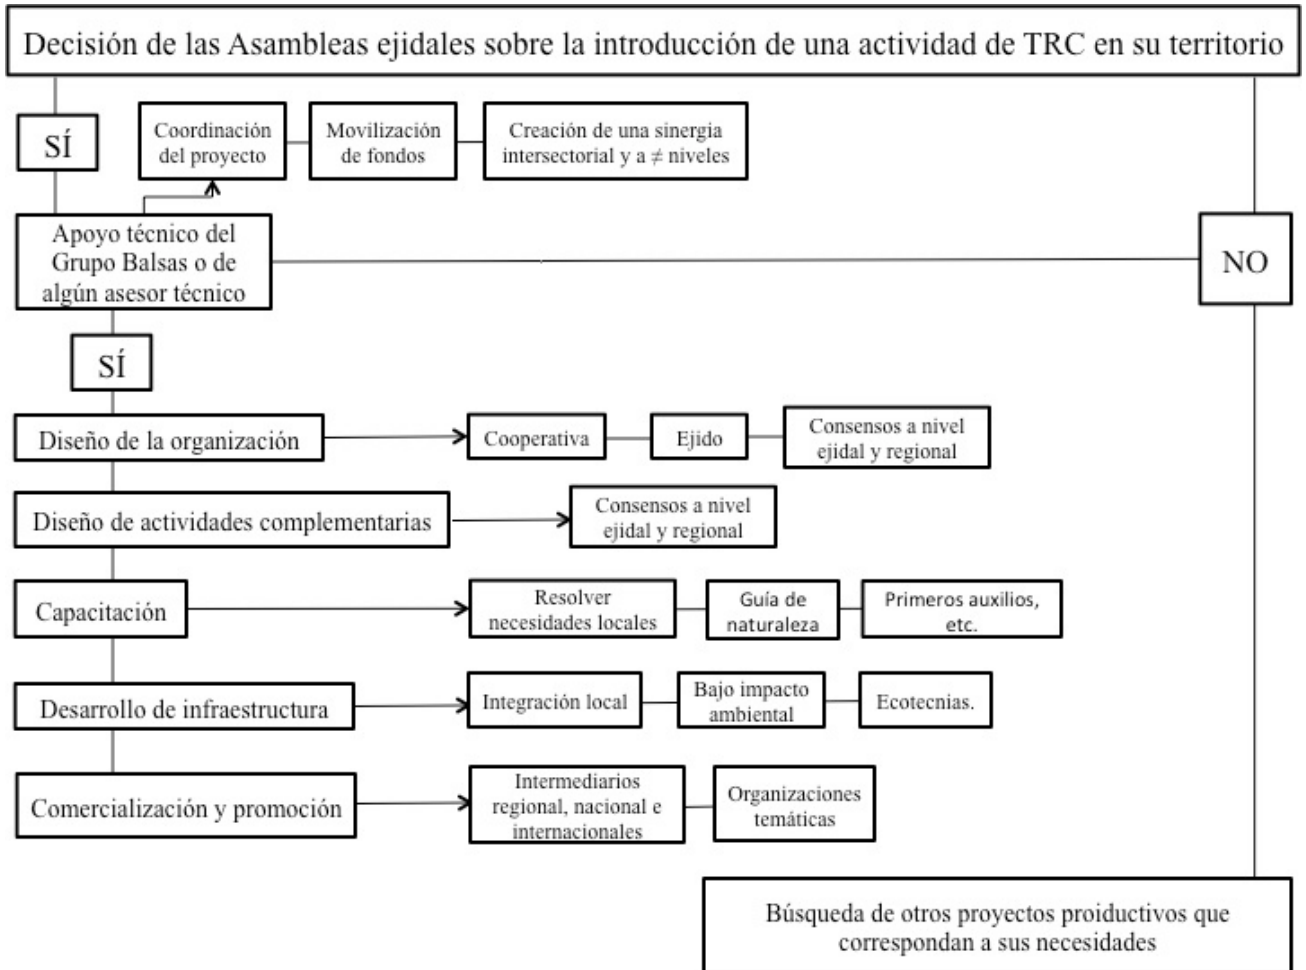 Decisión de las Asambleas ejidales sobre la introducción de una actividad de TRC en su territorio
SÍ
Coordinación
del proyecto
Movilización
de fondos
Creación de una sinergia
intersectorial y a ≠ niveles
Apoyo técnico del
Grupo Balsas o de
algún asesor técnico
NO
SÍ
Diseño de la organización
Cooperativa
Ejido
Consensos a nivel
ejidal y regional
Diseño de actividades complementarias
Consensos a nivel
ejidal y regional
Capacitación
Resolver
necesidades locales
Guía de
naturaleza
Primeros auxilios,
etc.
Desarrollo de infraestructura
Integración local
Bajo impacto
ambiental
Ecotecnias.
Comercialización y promoción
Intermediarios
regional, nacional e
internacionales
Organizaciones
temáticas
Búsqueda de otros proyectos proiductivos que
correspondan a sus necesidades